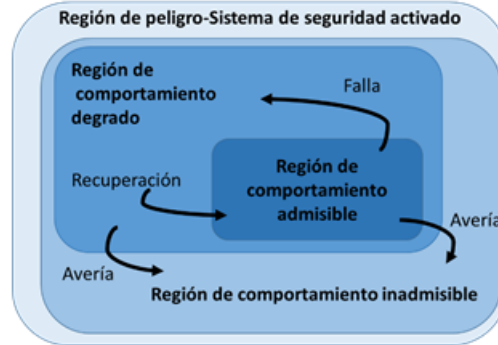 Región de peligro-Sistema de seguridad activado
Región de
comportamiento
degrado
Falla
Recuperación
Región de
comportamiento
admisible
Avería
Avería
Región de comportamiento inadmisible